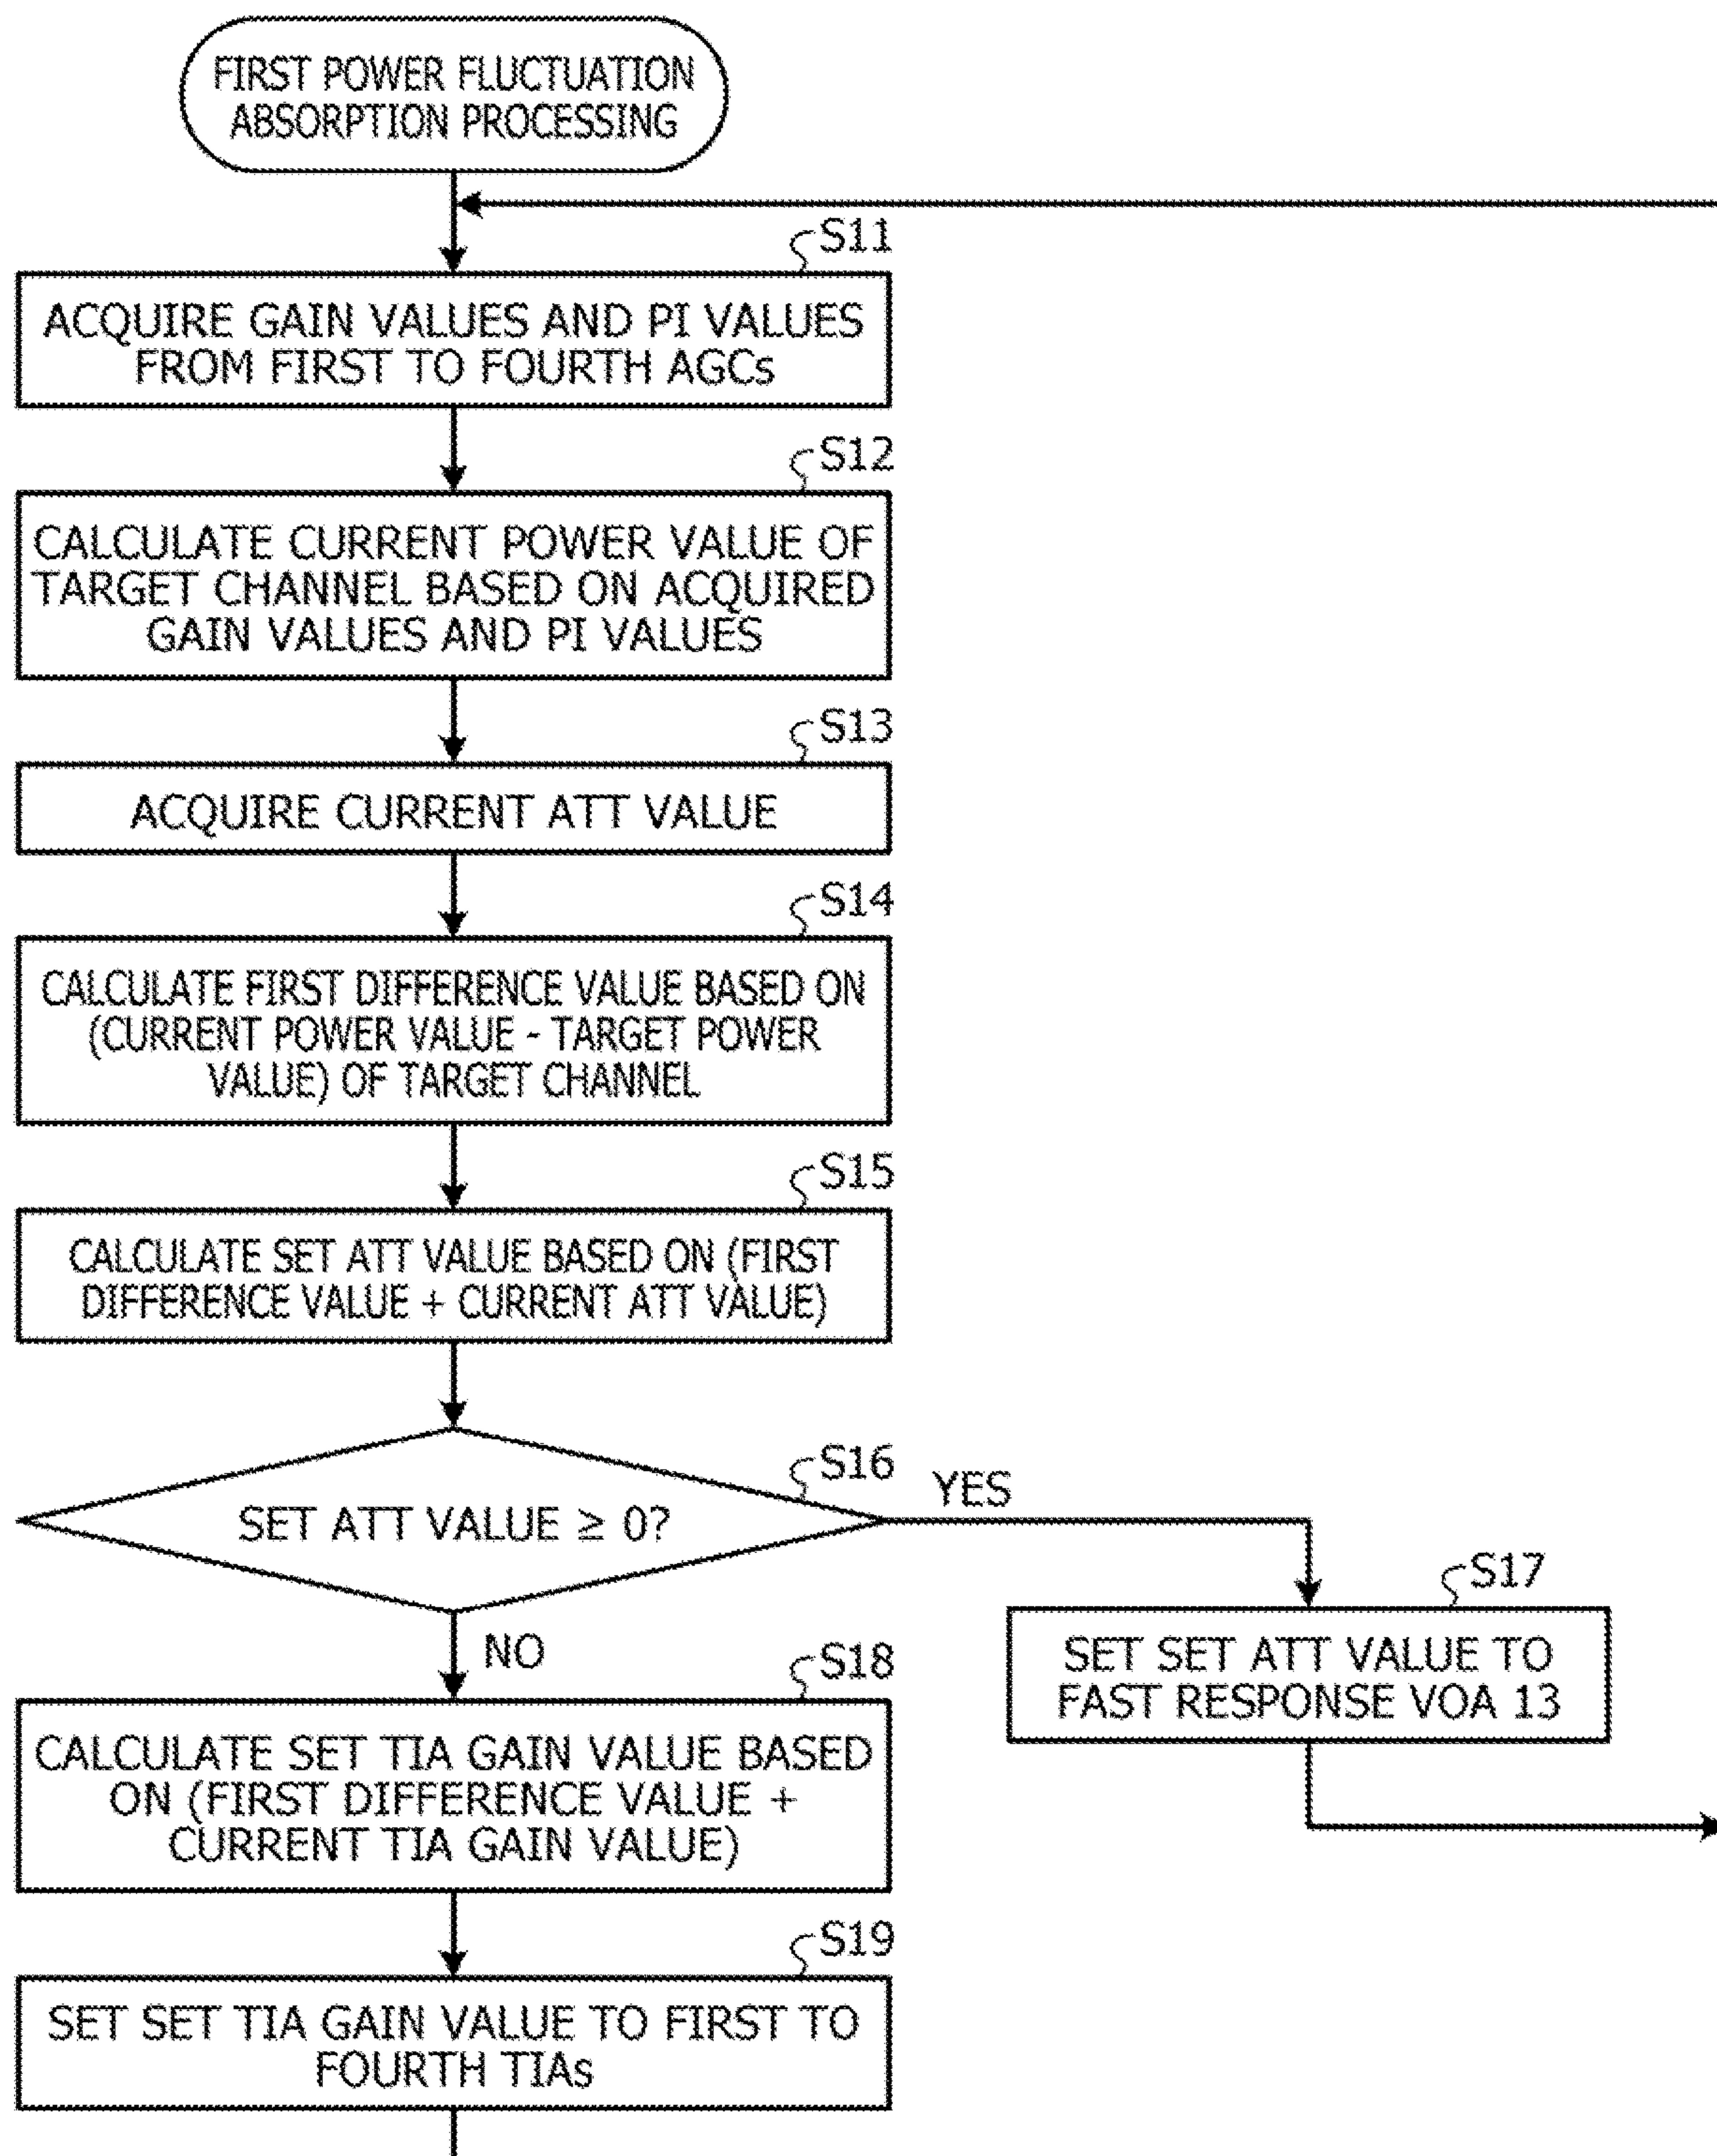 FIRST POWER FLUCTUATION
ABSORPTION PROCESSING
S11
ACQUIRE GAIN VALUES AND PI VALUES
FROM FIRST TO FOURTH AGCs
S12
CALCULATE CURRENT POWER VALUE OF
TARGET CHANNEL BASED ON ACQUIRED
GAIN VALUES AND PI VALUES
S13
ACQUIRE CURRENT ATT VALUE
S14
CALCULATE FIRST DIFFERENCE VALUE BASED ON
(CURRENT POWER VALUE - TARGET POWER
VALUE) OF TARGET CHANNEL
S15
CALCULATE SET ATT VALUE BASED ON (FIRST
DIFFERENCE VALUE + CURRENT ATT VALUE)
S16
SET ATT VALUE ≥ 0?
YES
S17
SET SET ATT VALUE TO
FAST RESPONSE VOA 13
NO
S18
CALCULATE SET TIA GAIN VALUE BASED
ON (FIRST DIFFERENCE VALUE +
CURRENT TIA GAIN VALUE)
S19
SET SET TIA GAIN VALUE TO FIRST TO
FOURTH TIAs